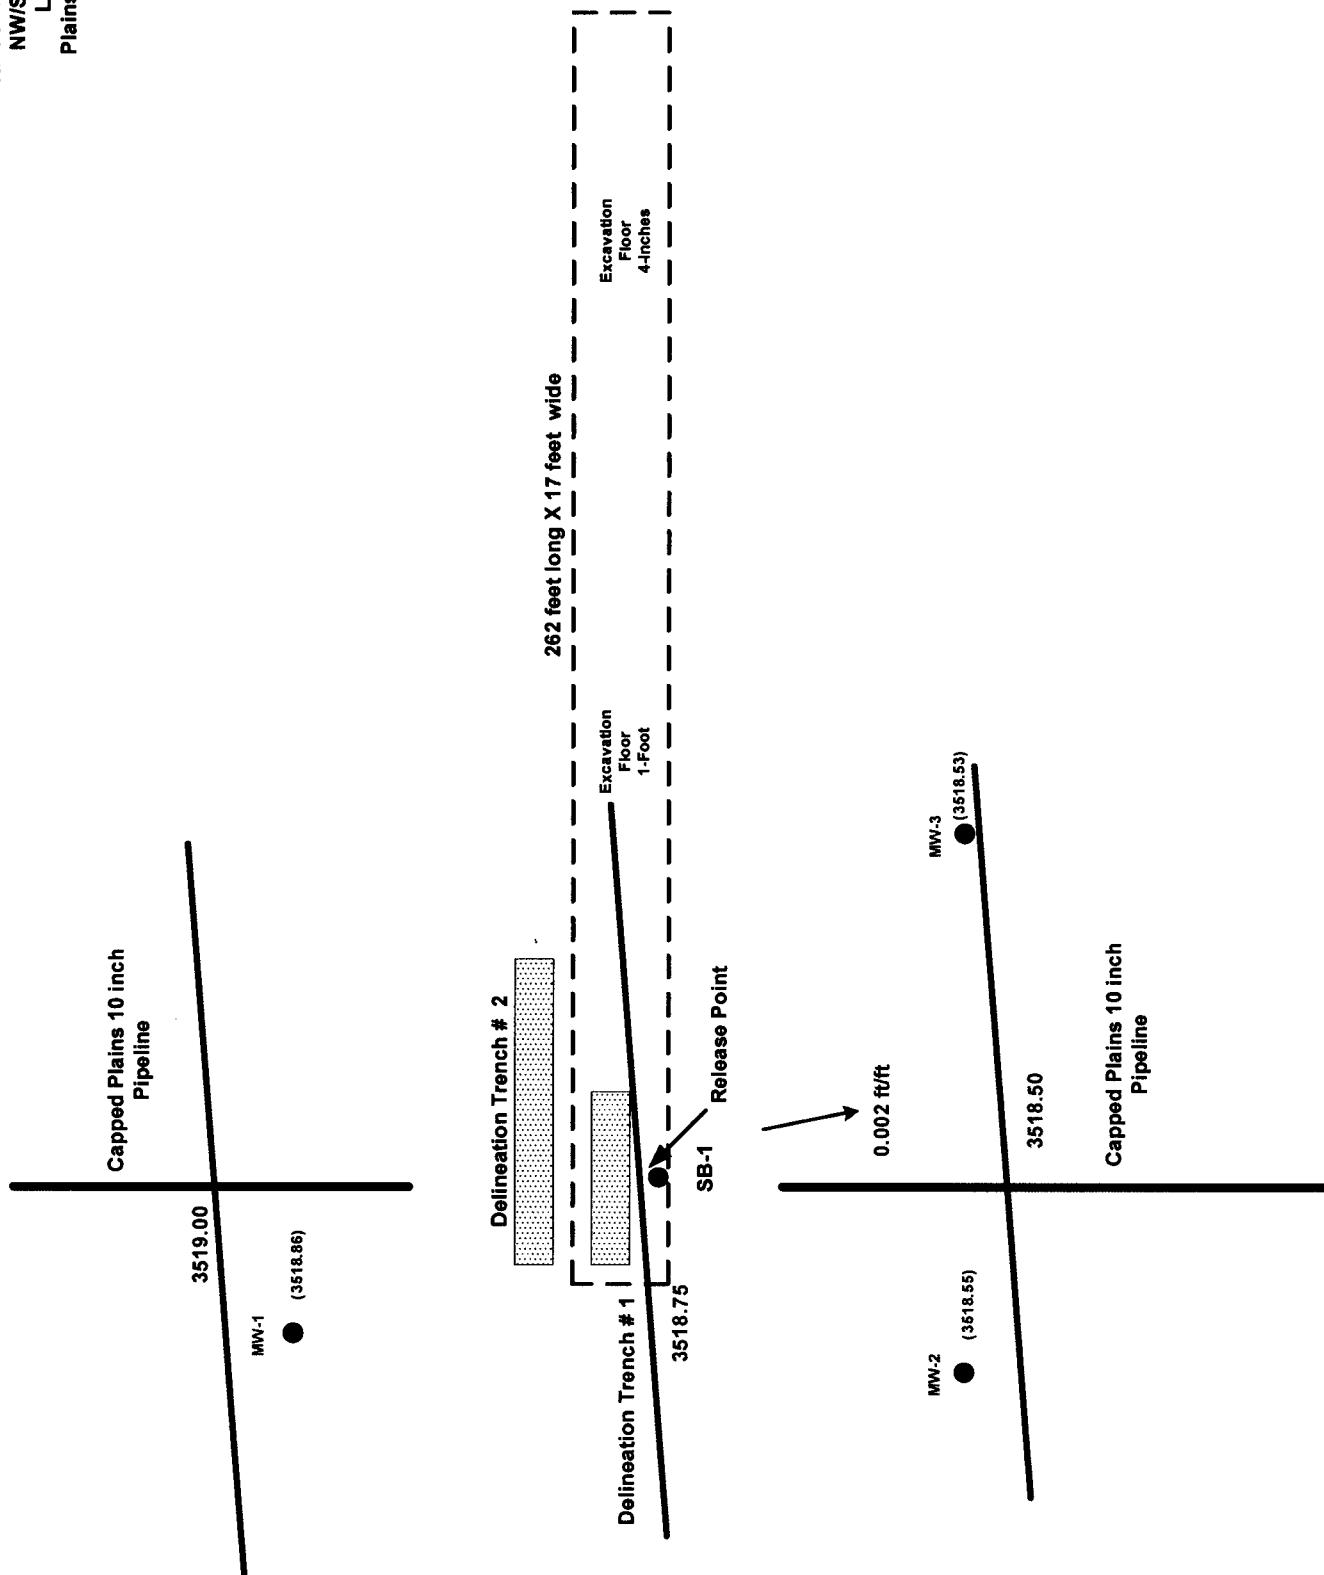 NW/S
L
Plains
Capped Plains 10 inch
Pipeline
3519.00
MW-1
(3518.86)
262 feet long X 17 feet wide
Excavation
Floor
4-Inches
Excavation
Floor
1-Foot
Delineation Trench # 2
Delineation Trench # 1
3518.75
Release Point
SB-1
0.002 ft/ft
MW-3
(3518.53)
MW-2
(3518.55)
3518.50
Capped Plains 10 inch
Pipeline